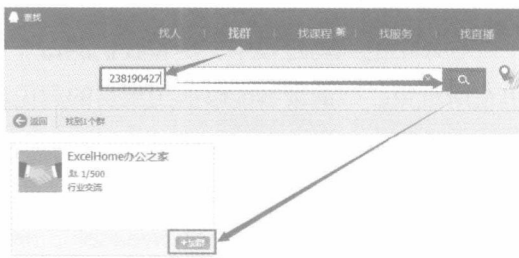 查找
找人 找群 找课程 找服务 找直播
238190427
返回 找到1个群
ExcelHome办公之家
1/500
行业交流
+加群